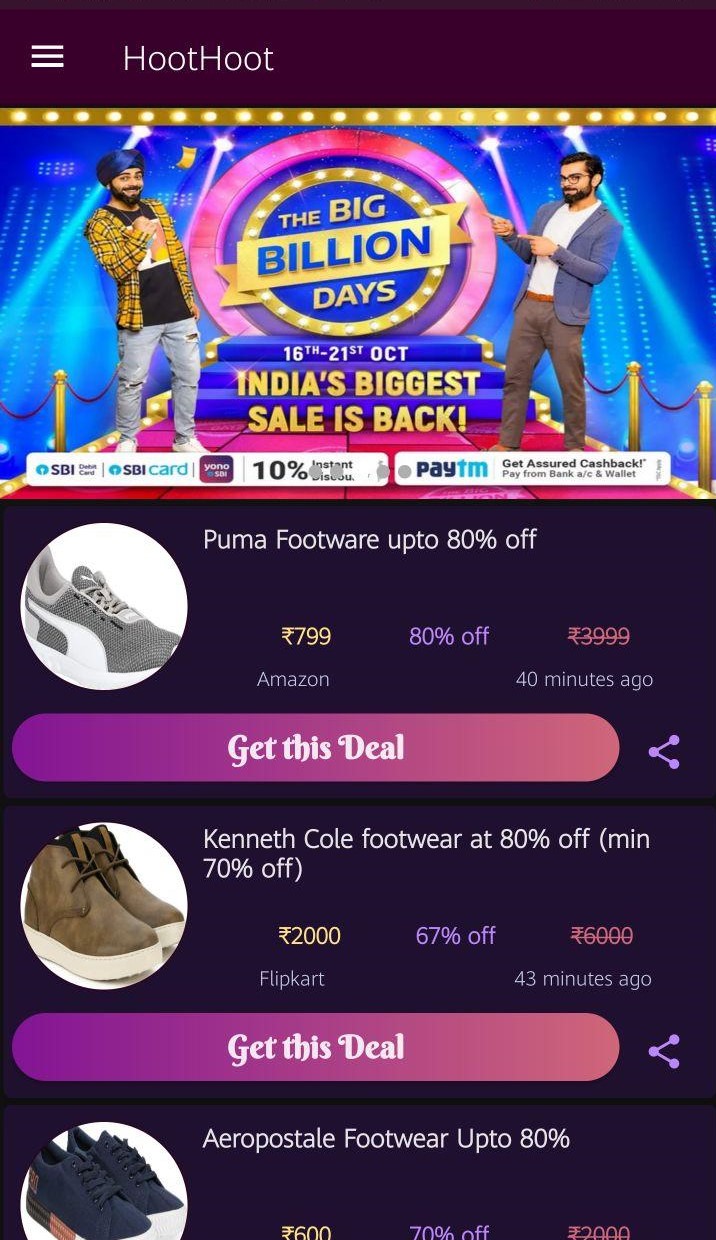 HootHoot
THE BIG
BILLION
DAYS
16TH-21ST OCT
INDIA'S BIGGEST
SALE IS BACK!
SBI Debit Card | SBI card | yono SBI | 10% Instant
paytm | Get Assured Cashback!*
Pay from Bank a/c & Wallet
Puma Footware upto 80% off
₹799 80% off ₹3999
Amazon 40 minutes ago
Get this Deal
Kenneth Cole footwear at 80% off (min
70% off)
₹2000 67% off ₹6000
Flipkart 43 minutes ago
Get this Deal
Aeropostale Footwear Upto 80%
₹600 70% off ₹2000